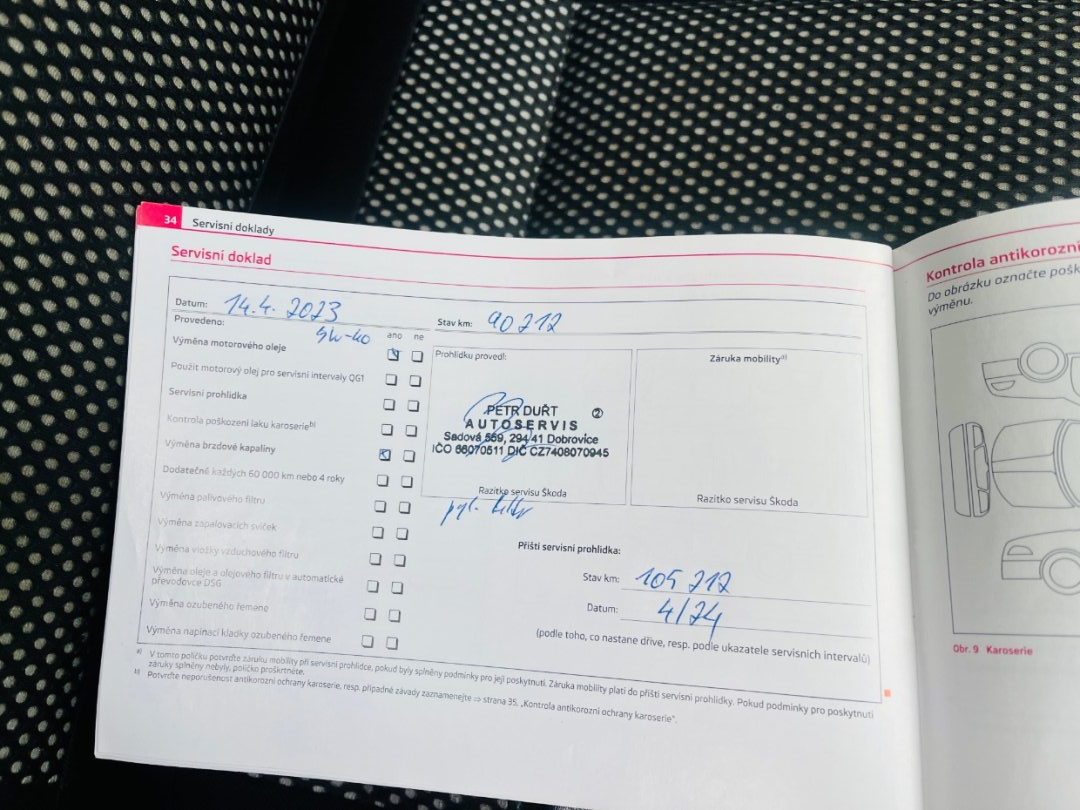 34 Servisní doklady
Servisní doklad
Datum: 14.4. 2023
Stav km: 90 212
Provedeno:
5W-40
ano ne
Výměna motorového oleje
Použit motorový olej pro servisní intervaly QG1
Servisní prohlídka
Kontrola poškození laku karoserie b)
Výměna brzdové kapaliny
Dodatečně každých 60 000 km nebo 4 roky
Výměna palivového filtru
Výměna zapalovacích svíček
Výměna vložky vzduchového filtru
Výměna oleje a olejového filtru v automatické
převodovce DSG
Výměna ozubeného řemene
Výměna napínací kladky ozubeného řemene
Prohlídku provedl:
PETR DUŘT
②
AUTOSERVIS
Sadová 559, 294 41 Dobrovice
IČO 66070511 DIČ CZ7408070945
Razítko servisu Škoda
Záruka mobility a)
Razítko servisu Škoda
Příští servisní prohlídka:
Stav km: 105 212
Datum: 4/24
(podle toho, co nastane dříve, resp. podle ukazatele servisních intervalů)
a) V tomto políčku potvrďte záruku mobility při servisní prohlídce, pokud byly splněny podmínky pro její poskytnutí. Záruka mobility platí do příští servisní prohlídky. Pokud podmínky pro poskytnutí
záruky splněny nebyly, políčko proškrtněte.
b) Potvrďte neporušenost antikorozní ochrany karoserie, resp. případné závady zaznamenejte ⇒ strana 35, „Kontrola antikorozní ochrany karoserie".
Kontrola antikorozní
Do obrázku označte
výměnu.
Obr. 9 Karoserie